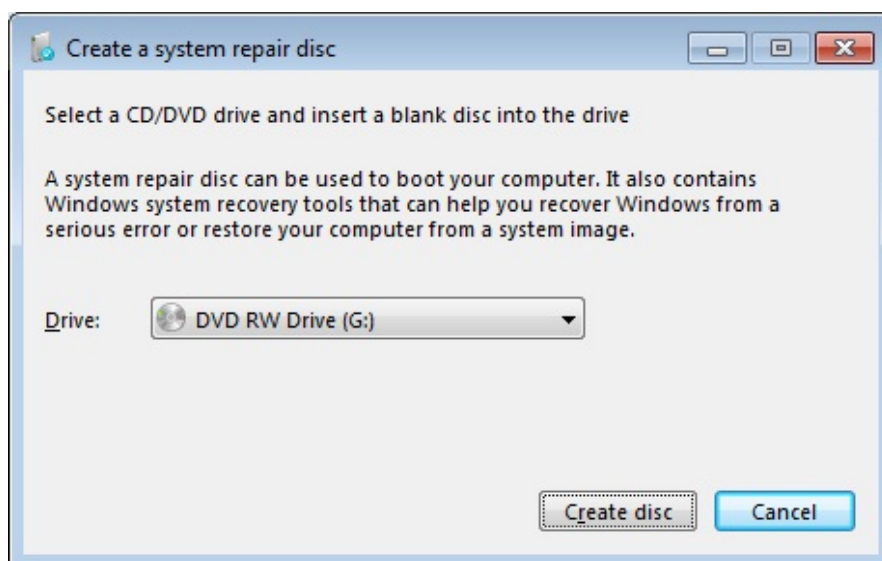 Create a system repair disc
Select a CD/DVD drive and insert a blank disc into the drive
A system repair disc can be used to boot your computer. It also contains
Windows system recovery tools that can help you recover Windows from a
serious error or restore your computer from a system image.
Drive: DVD RW Drive (G:)
Create disc Cancel